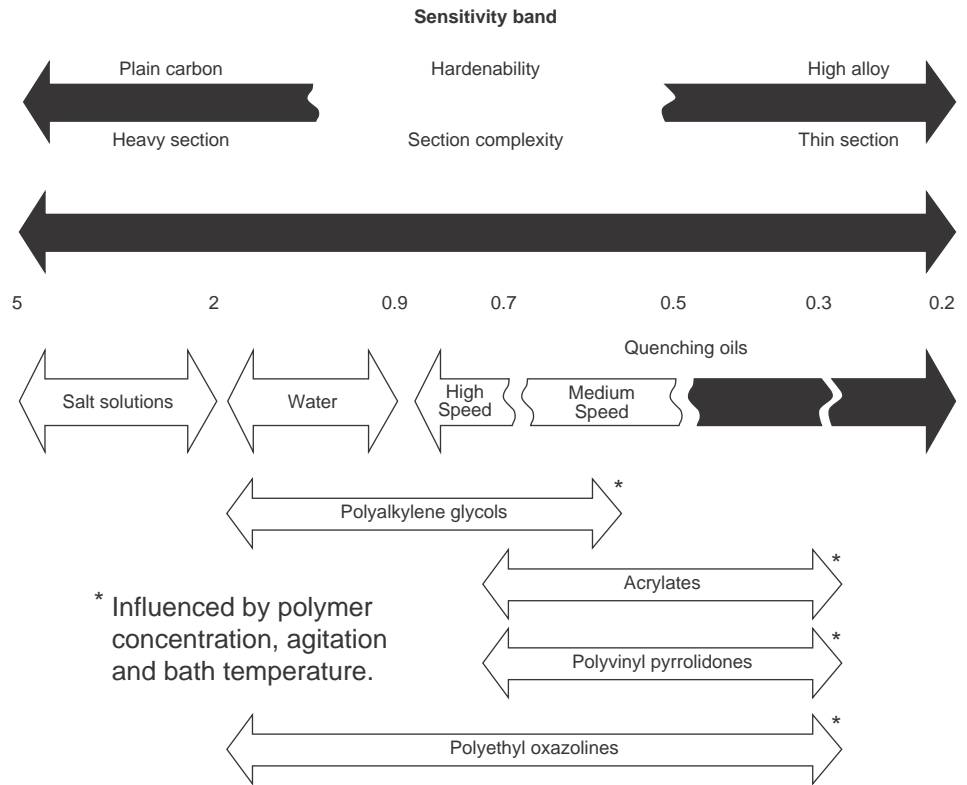 Sensitivity band
Plain carbon Hardenability High alloy
Heavy section Section complexity Thin section
5 2 0.9 0.7 0.5 0.3 0.2
Quenching oils
Salt solutions Water High Speed Medium Speed
Polyalkylene glycols *
Acrylates *
* Influenced by polymer
concentration, agitation
and bath temperature.
Polyvinyl pyrrolidones *
Polyethyl oxazolines *